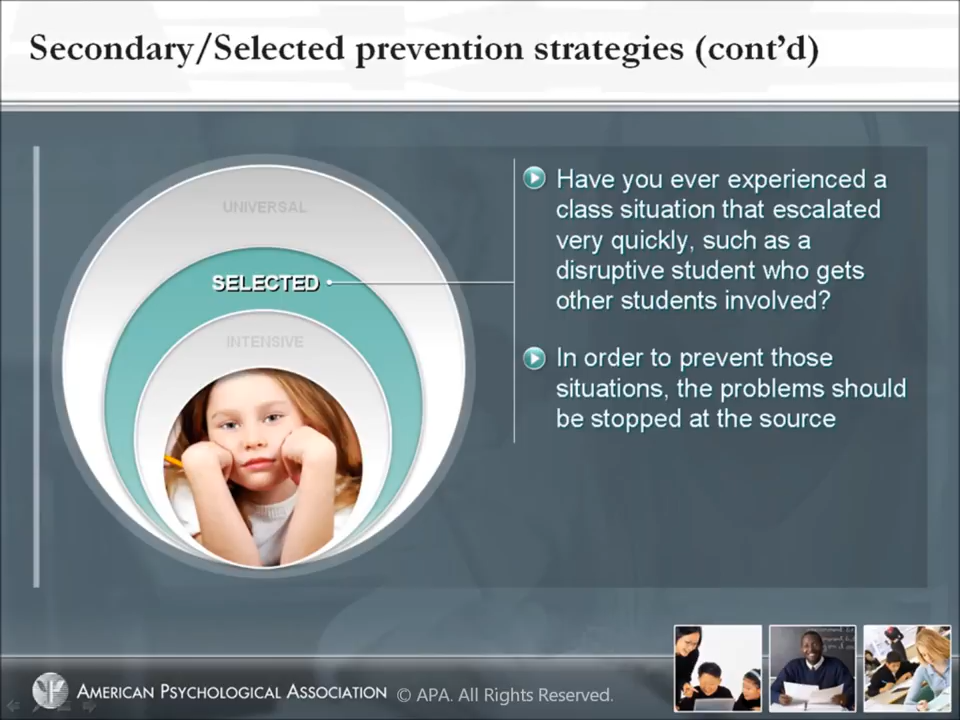 Secondary/Selected prevention strategies (cont’d)
UNIVERSAL
SELECTED
INTENSIVE
Have you ever experienced a
class situation that escalated
very quickly, such as a
disruptive student who gets
other students involved?
In order to prevent those
situations, the problems should
be stopped at the source
AMERICAN PSYCHOLOGICAL ASSOCIATION © APA. All Rights Reserved.